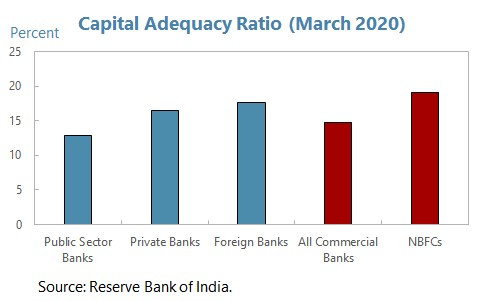 Capital Adequacy Ratio (March 2020)
Percent
25
20
15
10
5
0
Public Sector Banks
Private Banks
Foreign Banks
All Commercial Banks
NBFCs
Source: Reserve Bank of India.